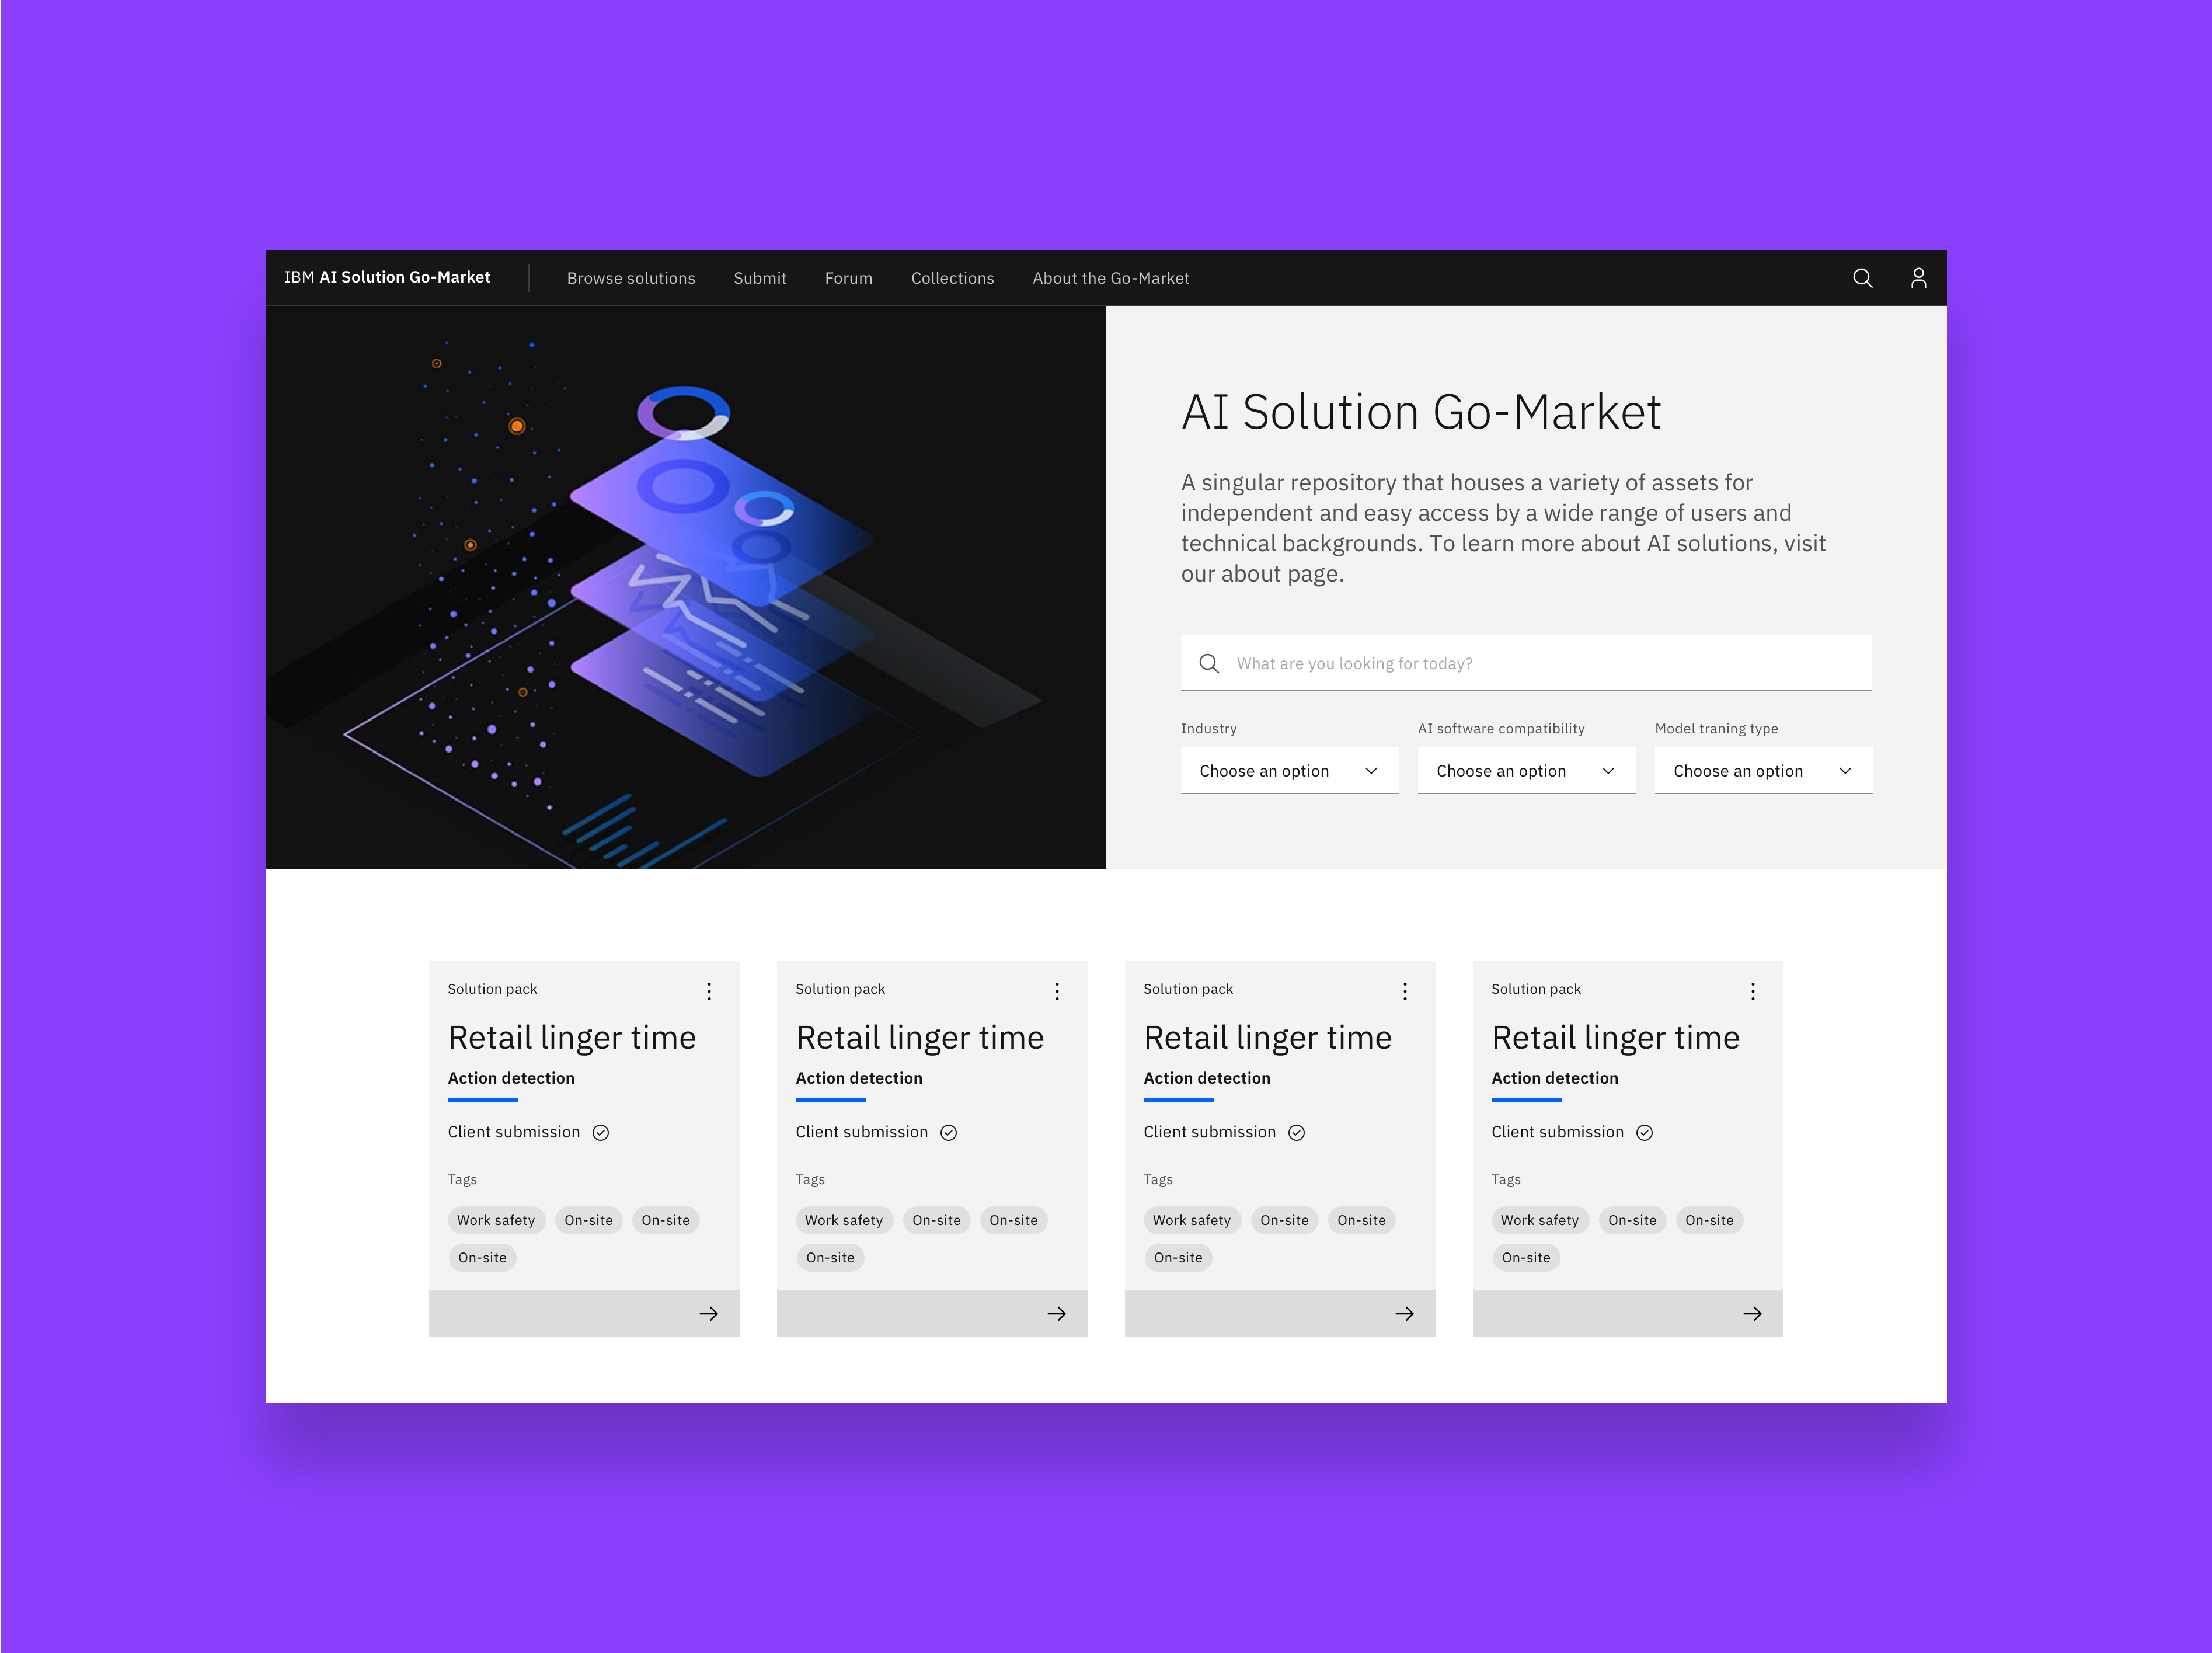 IBM AI Solution Go-Market
Browse solutions
Submit
Forum
Collections
About the Go-Market
AI Solution Go-Market
A singular repository that houses a variety of assets for
independent and easy access by a wide range of users and
technical backgrounds. To learn more about AI solutions, visit
our about page.
What are you looking for today?
Industry
AI software compatibility
Model traning type
Choose an option
Choose an option
Choose an option
Solution pack
Retail linger time
Action detection
Client submission
Tags
Work safety On-site On-site
On-site
Solution pack
Retail linger time
Action detection
Client submission
Tags
Work safety On-site On-site
On-site
Solution pack
Retail linger time
Action detection
Client submission
Tags
Work safety On-site On-site
On-site
Solution pack
Retail linger time
Action detection
Client submission
Tags
Work safety On-site On-site
On-site